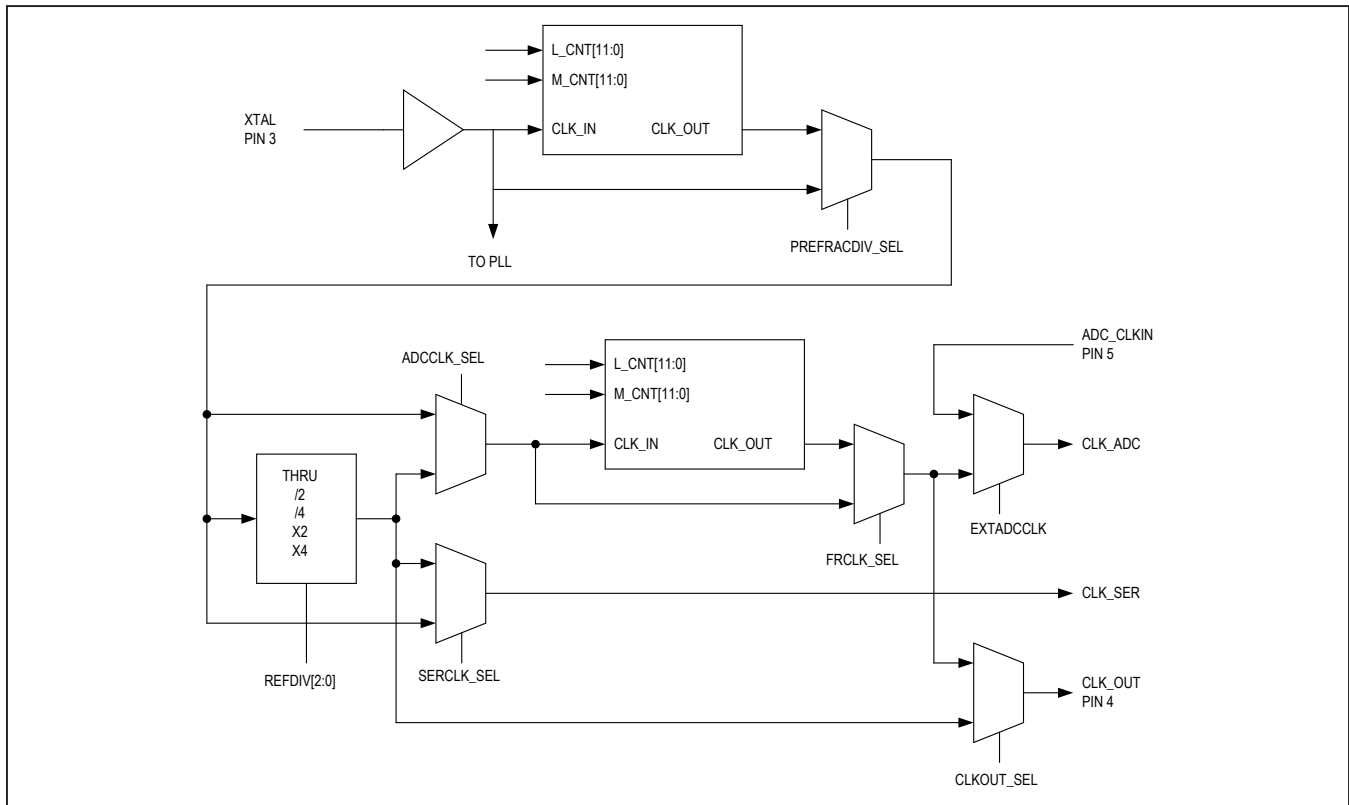 L_CNT[11:0]
M_CNT[11:0]
XTAL
PIN 3
CLK_IN
CLK_OUT
PREFRACDIV_SEL
TO PLL
ADC_CLKIN
PIN 5
ADCCLK_SEL
L_CNT[11:0]
M_CNT[11:0]
CLK_IN
CLK_OUT
CLK_ADC
THRU
/2
/4
X2
X4
EXTADCCLK
FRCLK_SEL
CLK_SER
REFDIV[2:0]
SERCLK_SEL
CLK_OUT
PIN 4
CLKOUT_SEL